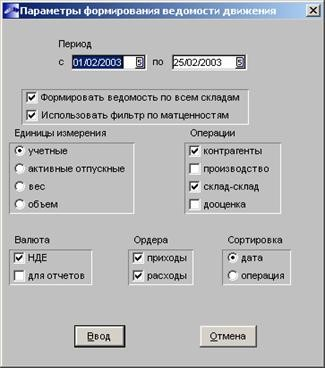 Параметры формирования ведомости движения
Период
с 01/02/2003 по 25/02/2003
Формировать ведомость по всем складам
Использовать фильтр по матценностям
Единицы измерения Операции
учетные контрагенты
активные отпускные производство
вес склад-склад
объем дооценка
Валюта Ордера Сортировка
НДЕ приходы дата
для отчетов расходы операция
Ввод Отмена